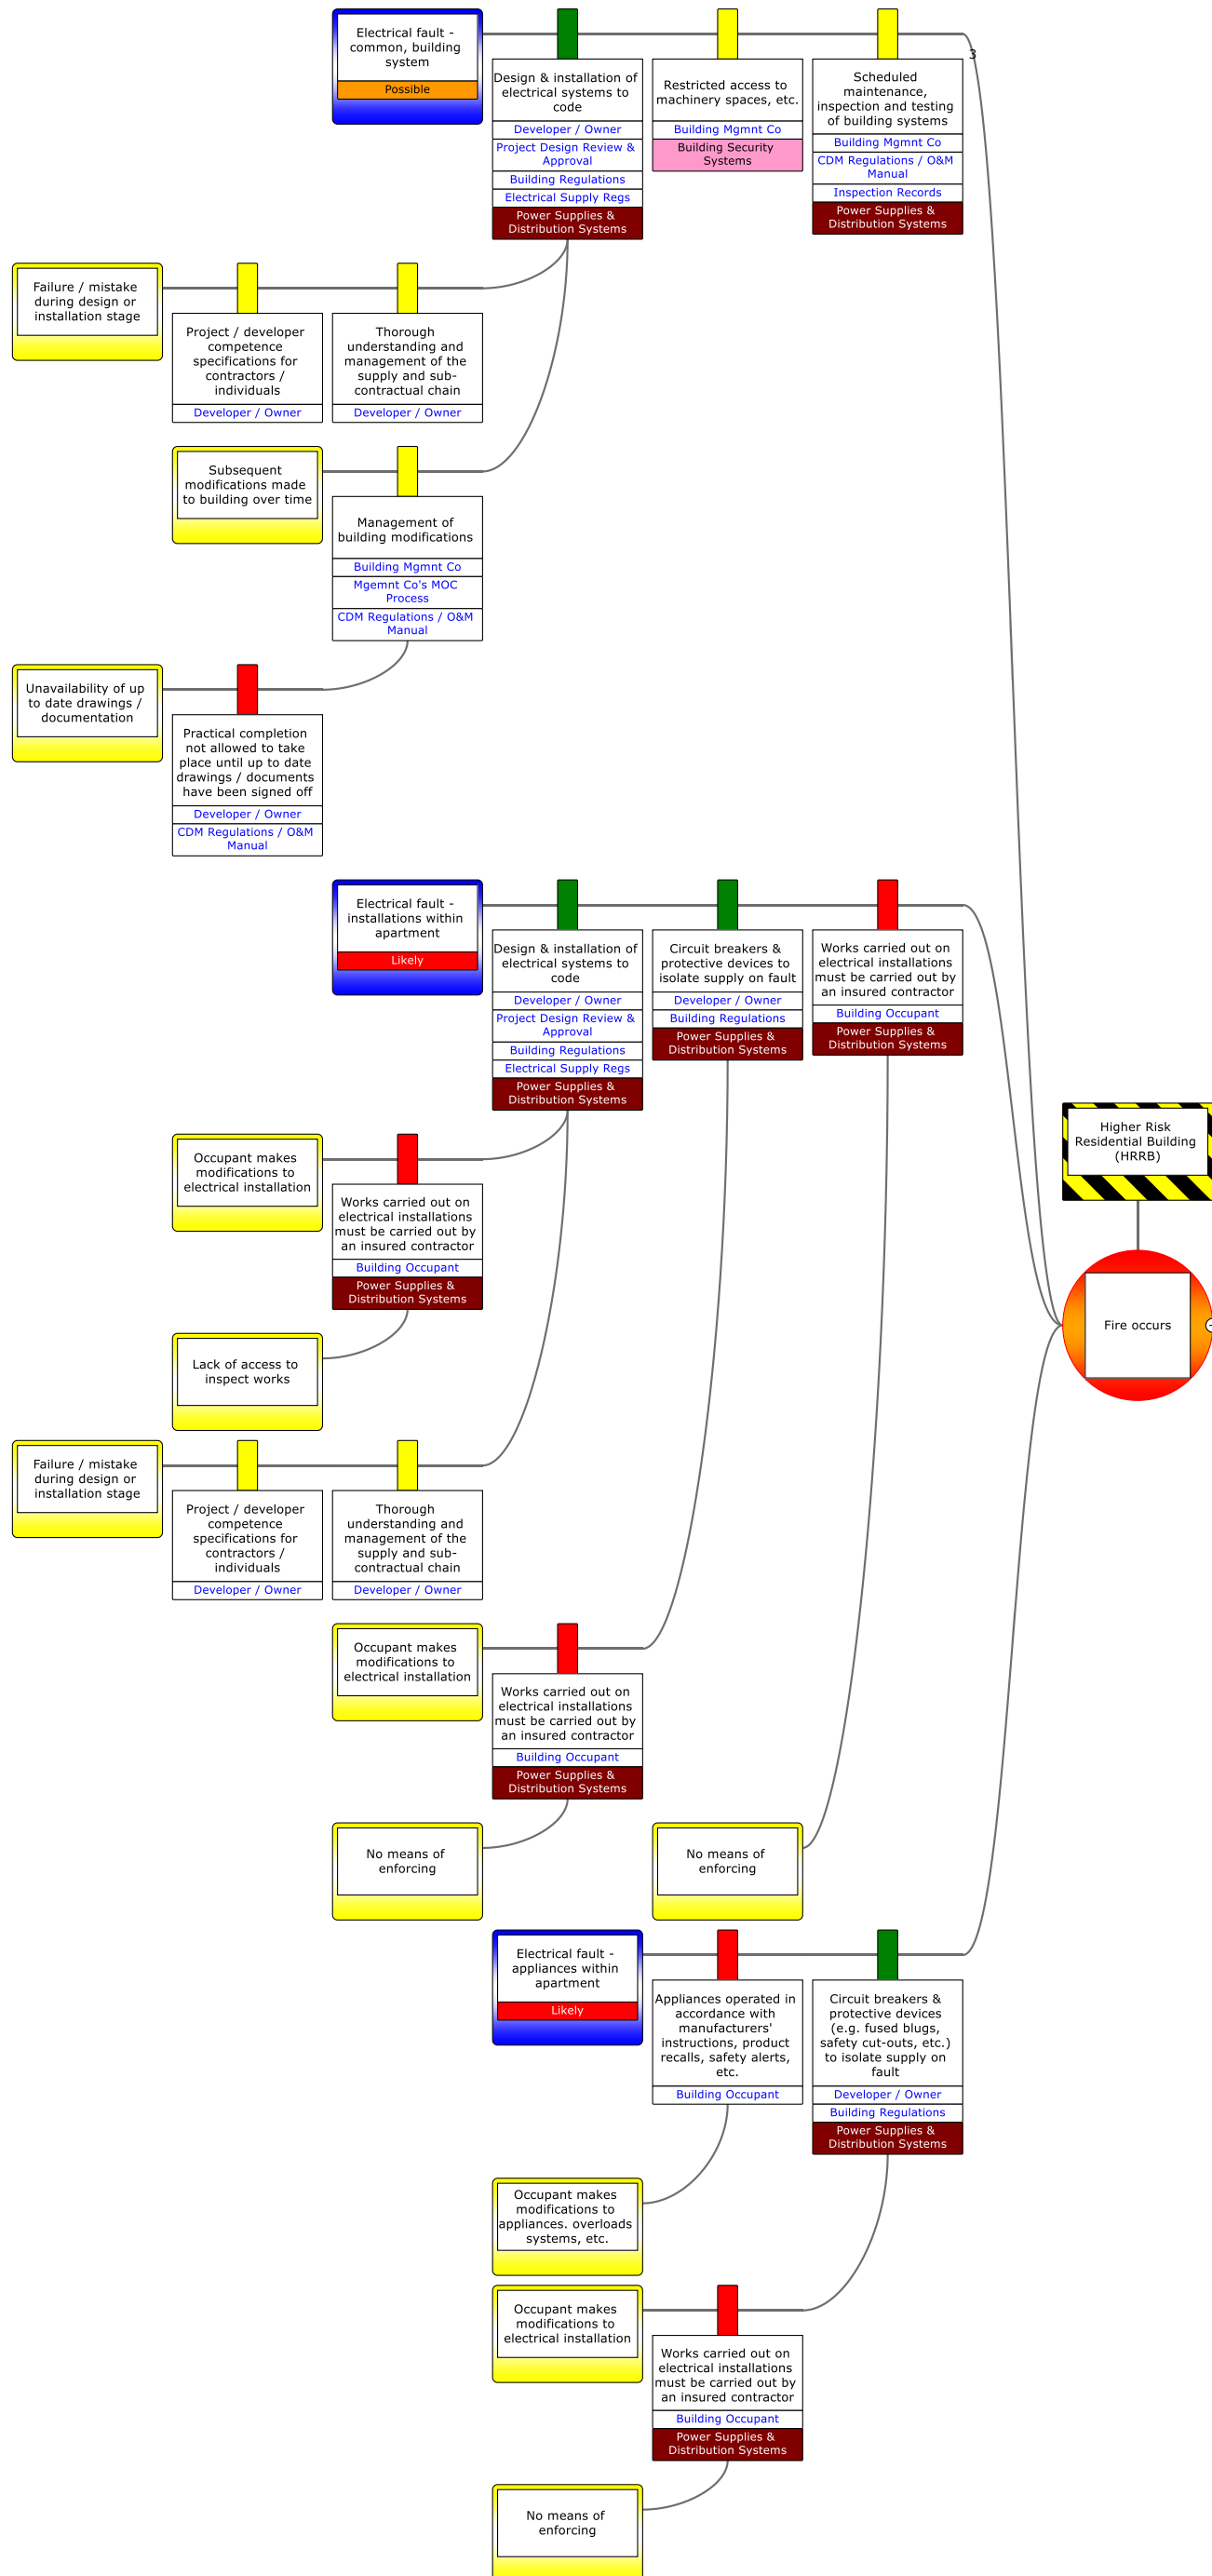 Electrical fault -
common, building
system
Possible
Design & installation of
electrical systems to
code
Developer / Owner
Project Design Review &
Approval
Building Regulations
Electrical Supply Regs
Power Supplies &
Distribution Systems
Restricted access to
machinery spaces, etc.
Building Mgmnt Co
Building Security
Systems
3
Scheduled
maintenance,
inspection and testing
of building systems
Building Mgmnt Co
CDM Regulations / O&M
Manual
Inspection Records
Power Supplies &
Distribution Systems
Failure / mistake
during design or
installation stage
Project / developer
competence
specifications for
contractors /
individuals
Developer / Owner
Thorough
understanding and
management of the
supply and sub-
contractual chain
Developer / Owner
Subsequent
modifications made
to building over time
Management of
building modifications
Building Mgmnt Co
Mgemnt Co's MOC
Process
CDM Regulations / O&M
Manual
Unavailability of up
to date drawings /
documentation
Practical completion
not allowed to take
place until up to date
drawings / documents
have been signed off
Developer / Owner
CDM Regulations / O&M
Manual
Electrical fault -
installations within
apartment
Likely
Design & installation of
electrical systems to
code
Developer / Owner
Project Design Review &
Approval
Building Regulations
Electrical Supply Regs
Power Supplies &
Distribution Systems
Circuit breakers &
protective devices to
isolate supply on fault
Developer / Owner
Building Regulations
Power Supplies &
Distribution Systems
Works carried out on
electrical installations
must be carried out by
an insured contractor
Building Occupant
Power Supplies &
Distribution Systems
Higher Risk
Residential Building
(HRRB)
Fire occurs
Occupant makes
modifications to
electrical installation
Works carried out on
electrical installations
must be carried out by
an insured contractor
Building Occupant
Power Supplies &
Distribution Systems
Lack of access to
inspect works
Failure / mistake
during design or
installation stage
Project / developer
competence
specifications for
contractors /
individuals
Developer / Owner
Thorough
understanding and
management of the
supply and sub-
contractual chain
Developer / Owner
Occupant makes
modifications to
electrical installation
Works carried out on
electrical installations
must be carried out by
an insured contractor
Building Occupant
Power Supplies &
Distribution Systems
No means of
enforcing
No means of
enforcing
Electrical fault -
appliances within
apartment
Likely
Appliances operated in
accordance with
manufacturers'
instructions, product
recalls, safety alerts,
etc.
Building Occupant
Circuit breakers &
protective devices
(e.g. fused blugs,
safety cut-outs, etc.)
to isolate supply on
fault
Developer / Owner
Building Regulations
Power Supplies &
Distribution Systems
Occupant makes
modifications to
appliances. overloads
systems, etc.
Occupant makes
modifications to
electrical installation
Works carried out on
electrical installations
must be carried out by
an insured contractor
Building Occupant
Power Supplies &
Distribution Systems
No means of
enforcing